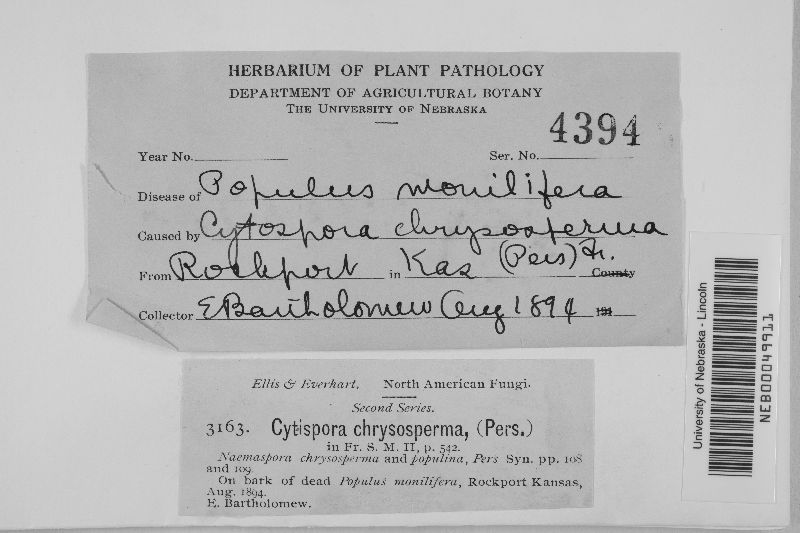 HERBARIUM OF PLANT PATHOLOGY
DEPARTMENT OF AGRICULTURAL BOTANY
THE UNIVERSITY OF NEBRASKA
4394
Year No. Ser. No.
Disease of Populus monilifera
Caused by Cytospora chrysosperma
From Rockport in Kas (Pers) Fr. County
Collector E Bartholomew Aug 1894 191
Ellis & Everhart. North American Fungi.
Second Series.
3163. Cytispora chrysosperma, (Pers.)
in Fr. S. M. II, p. 542.
Naemaspora chrysosperma and populina, Pers Syn. pp. 108
and 109.
On bark of dead Populus monilifera, Rockport Kansas,
Aug. 1894.
E. Bartholomew.
University of Nebraska - Lincoln
NEB00049911